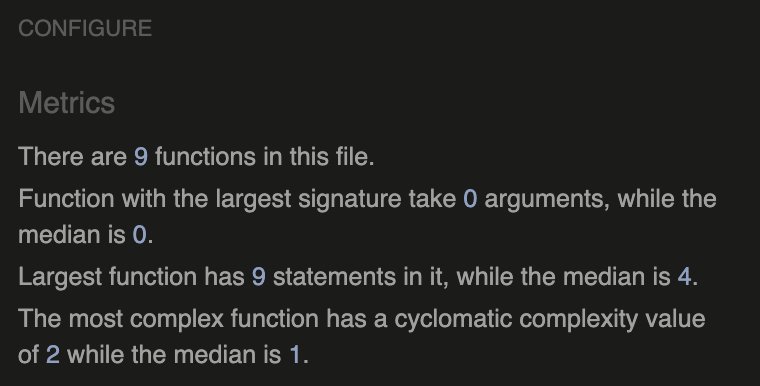 CONFIGURE
Metrics
There are 9 functions in this file.
Function with the largest signature take 0 arguments, while the
median is 0.
Largest function has 9 statements in it, while the median is 4.
The most complex function has a cyclomatic complexity value
of 2 while the median is 1.